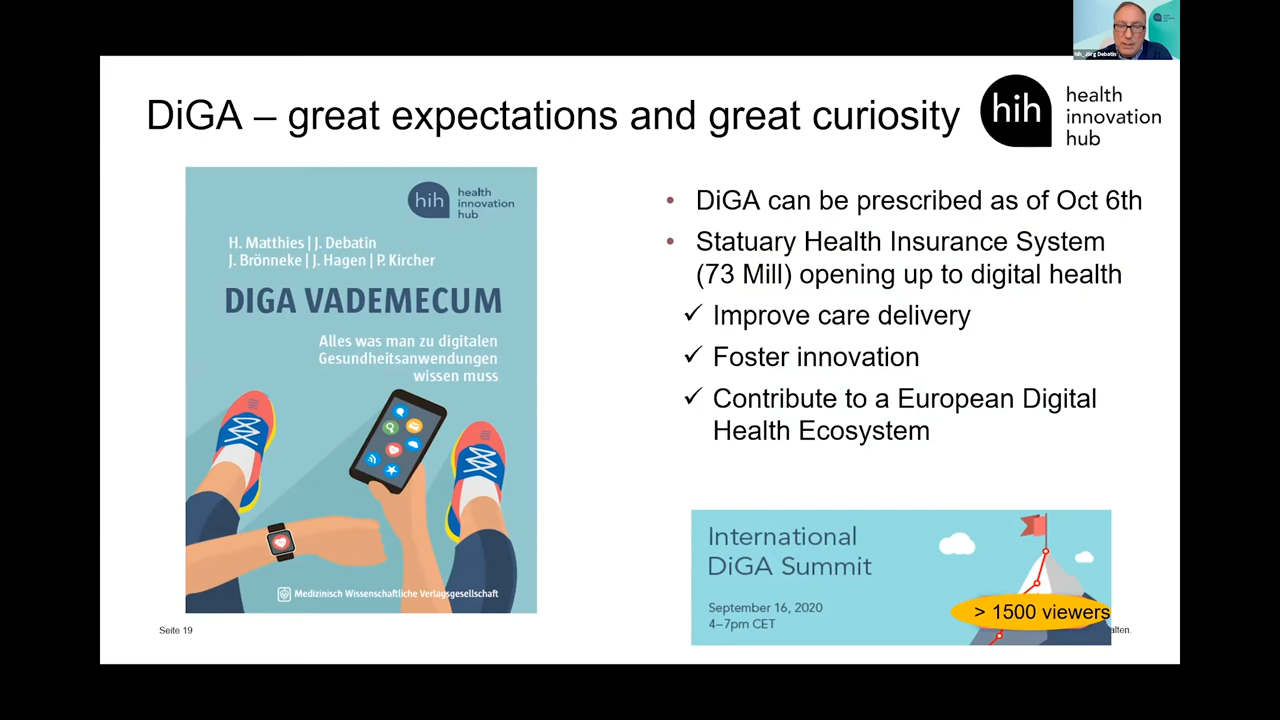 hih_Jörg Debatin
DiGA – great expectations and great curiosity
hih
health
innovation
hub
hih
health
innovation
hub
H. Matthies | J. Debatin
J. Brönneke | J. Hagen | P. Kircher
DIGA VADEMECUM
Alles was man zu digitalen
Gesundheitsanwendungen
wissen muss
Medizinisch Wissenschaftliche Verlagsgesellschaft
• DiGA can be prescribed as of Oct 6th
• Statuary Health Insurance System
(73 Mill) opening up to digital health
✓ Improve care delivery
✓ Foster innovation
✓ Contribute to a European Digital
Health Ecosystem
International
DiGA Summit
September 16, 2020
4–7pm CET
> 1500 viewers
Seite 19